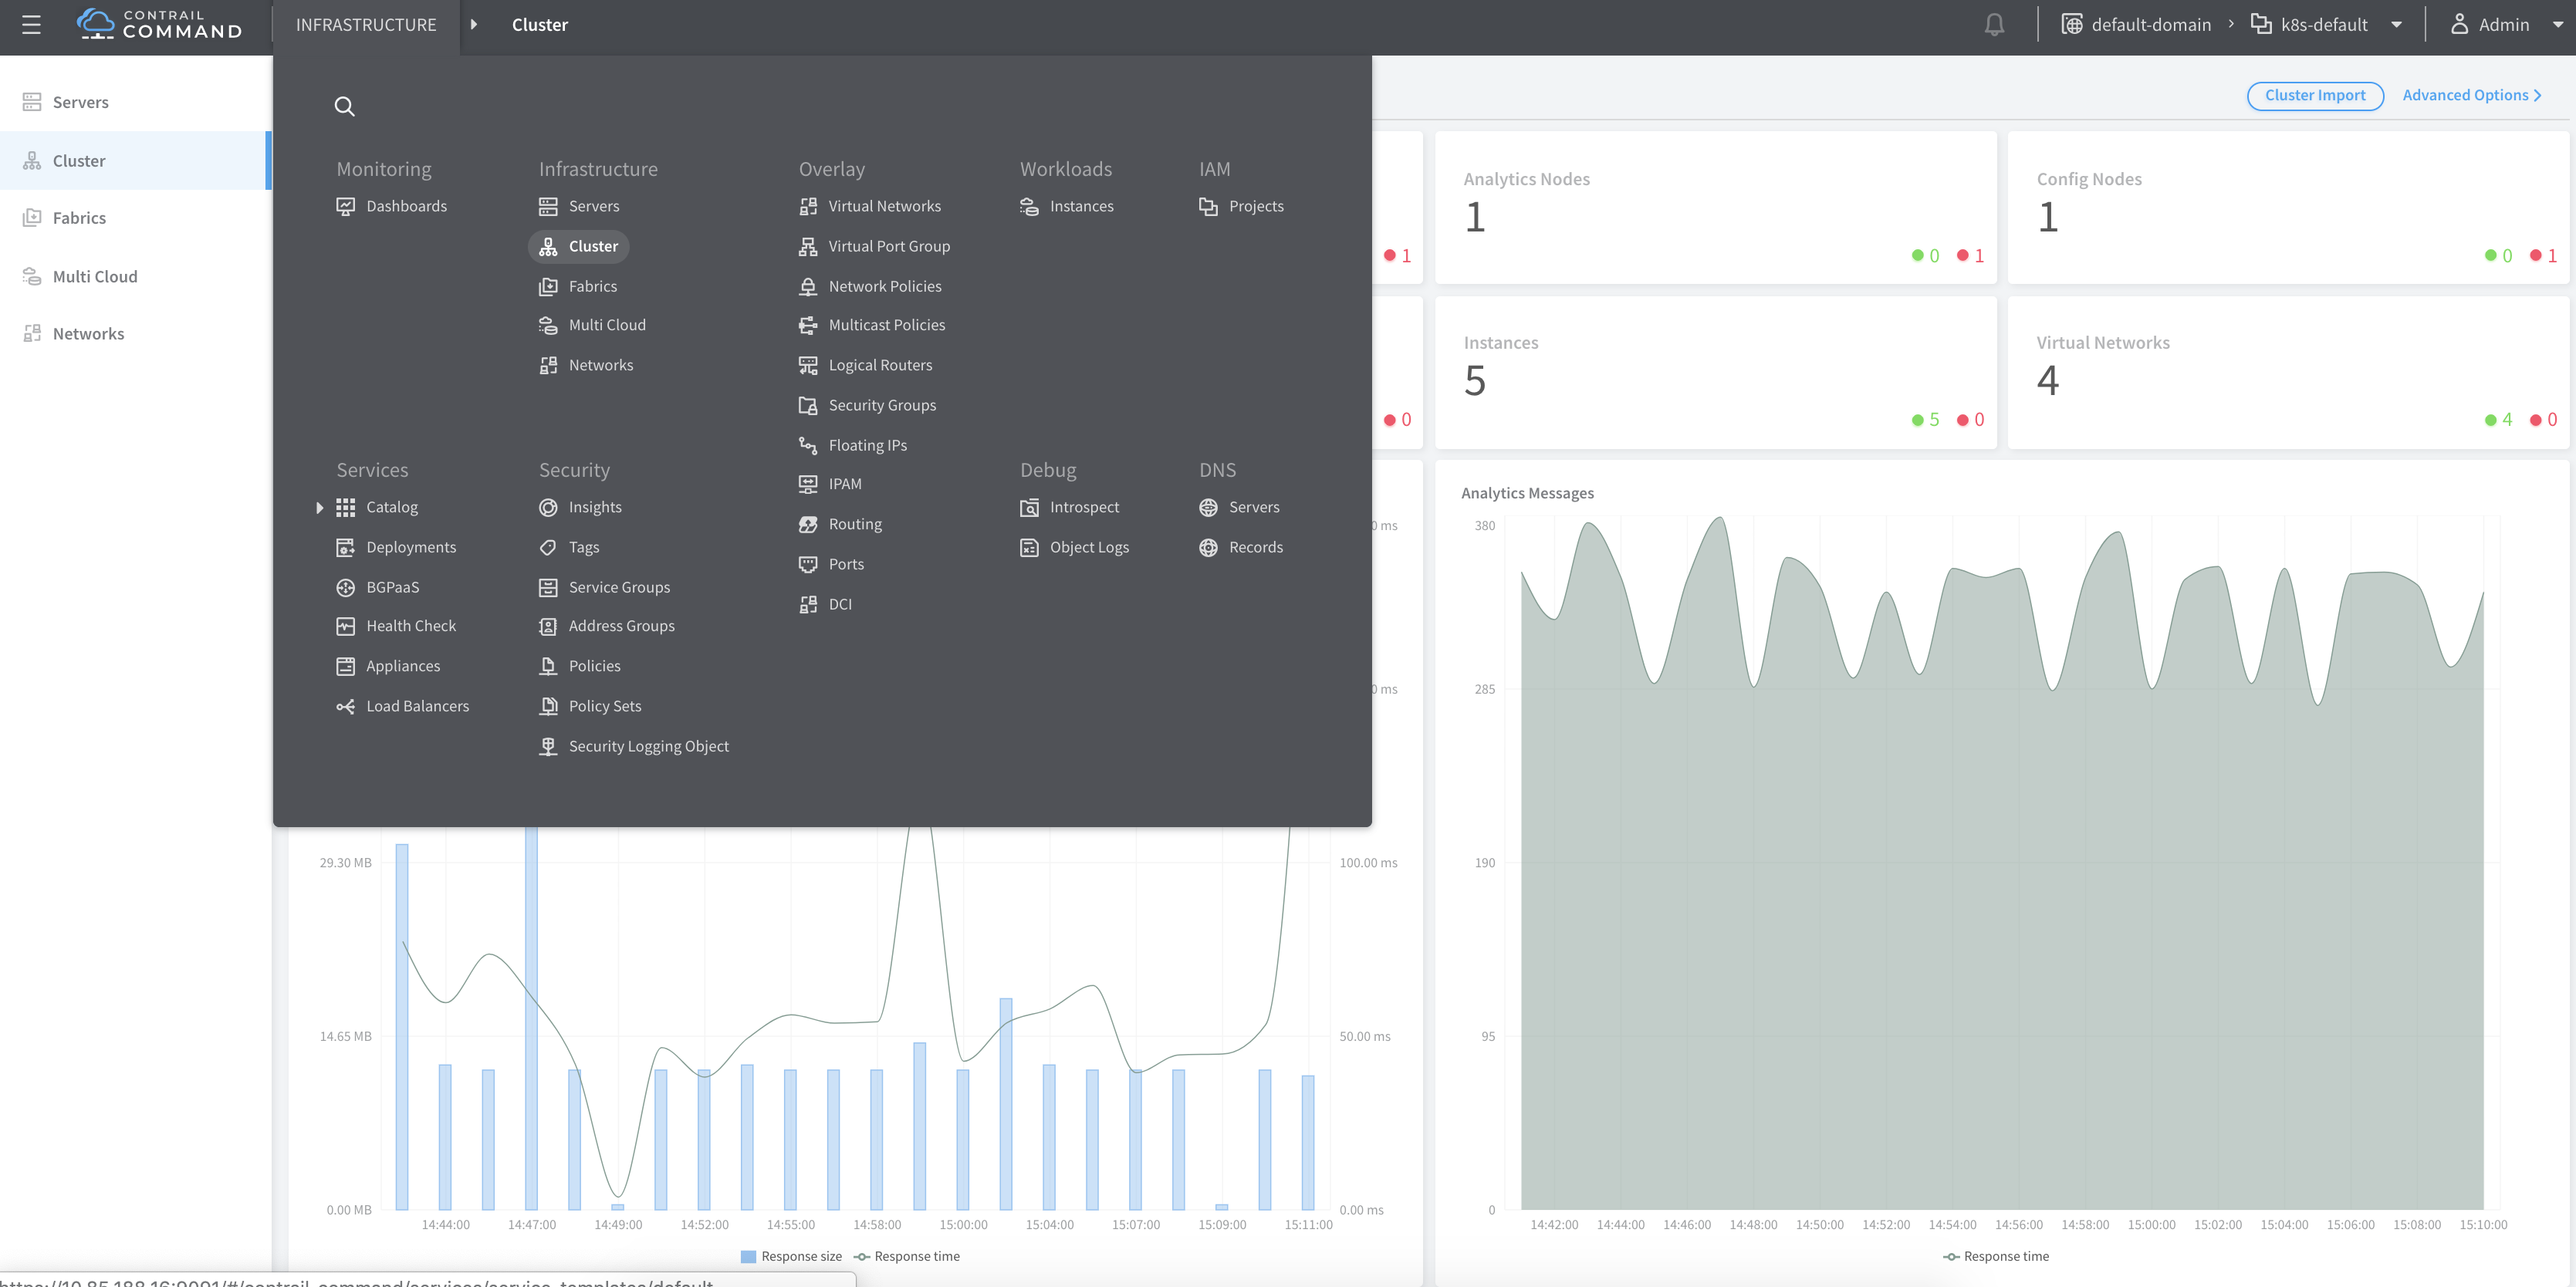 CONTRAIL
COMMAND
INFRASTRUCTURE
Cluster
default-domain
k8s-default
Admin
Servers
Cluster
Fabrics
Multi Cloud
Networks
Cluster Import
Advanced Options
Monitoring
Dashboards
Infrastructure
Servers
Cluster
Fabrics
Multi Cloud
Networks
Overlay
Virtual Networks
Virtual Port Group
Network Policies
Multicast Policies
Logical Routers
Security Groups
Floating IPs
IPAM
Routing
Ports
DCI
Workloads
Instances
IAM
Projects
Services
Catalog
Deployments
BGPaaS
Health Check
Appliances
Load Balancers
Security
Insights
Tags
Service Groups
Address Groups
Policies
Policy Sets
Security Logging Object
Debug
Introspect
Object Logs
DNS
Servers
Records
1
Analytics Nodes
1
0 1
Config Nodes
1
0 1
0
Instances
5
5 0
Virtual Networks
4
4 0
0 ms
0 ms
29.30 MB
100.00 ms
14.65 MB
50.00 ms
0.00 MB
0.00 ms
14:44:00 14:47:00 14:49:00 14:52:00 14:55:00 14:58:00 15:00:00 15:04:00 15:07:00 15:09:00 15:11:00
Response size Response time
Analytics Messages
380
285
190
95
0
14:42:00 14:44:00 14:46:00 14:48:00 14:50:00 14:52:00 14:54:00 14:56:00 14:58:00 15:00:00 15:02:00 15:04:00 15:06:00 15:08:00 15:10:00
Response time
https://10.85.188.16:9091/#/contrail_command/services/service_templates/default